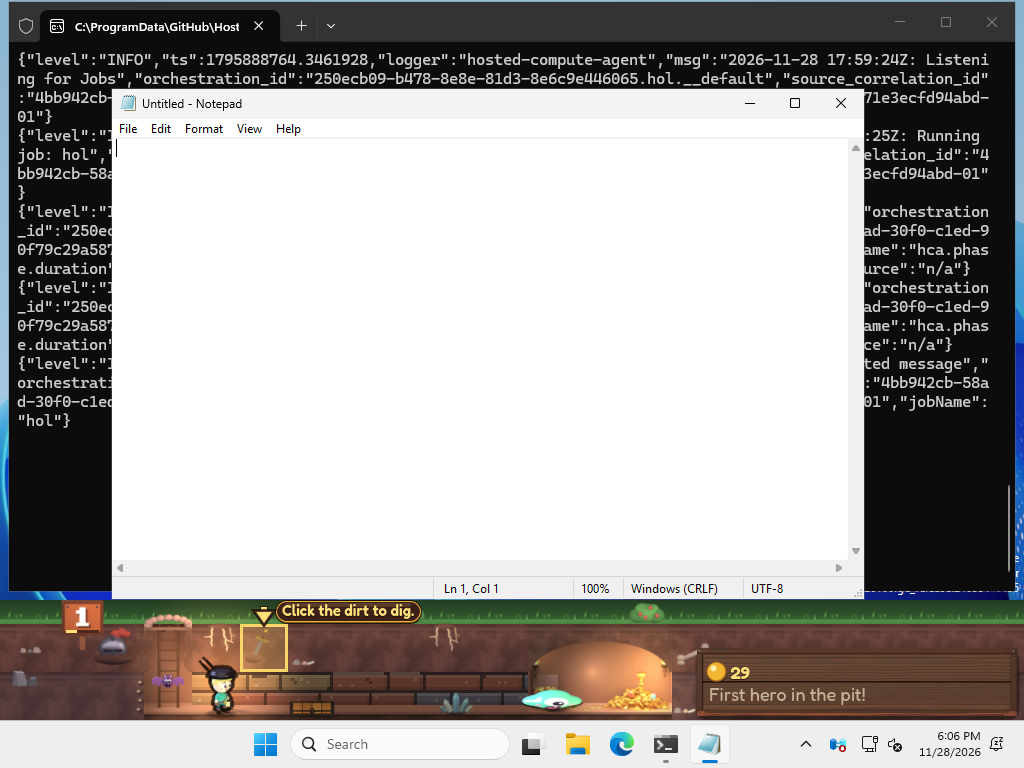 C:\ProgramData\GitHub\Host
{"level":"INFO","ts":1795888764.3461928,"logger":"hosted-compute-agent","msg":"2026-11-28 17:59:24Z: Listeni
ng for Jobs","orchestration_id":"250ecb09-b478-8e8e-81d3-8e6c9e446065.hol.__default","source_correlation_id"
:"4bb942cb- 71e3ecfd94abd-
01"}
{"level":"I :25Z: Running
job: hol"," elation_id":"4
bb942cb-58a 3ecfd94abd-01"
}
{"level":"I "orchestration
_id":"250ec ad-30f0-c1ed-9
0f79c29a587 ame":"hca.phas
e.duration" urce":"n/a"}
{"level":"I "orchestration
_id":"250ec ad-30f0-c1ed-9
0f79c29a587 ame":"hca.phas
e.duration" ce":"n/a"}
{"level":"I ted message","
orchestrati :"4bb942cb-58a
d-30f0-c1ed 01","jobName":
"hol"}
Untitled - Notepad
File Edit Format View Help
Ln 1, Col 1 100% Windows (CRLF) UTF-8
1
Click the dirt to dig.
29
First hero in the pit!
Search
6:06 PM
11/28/2026